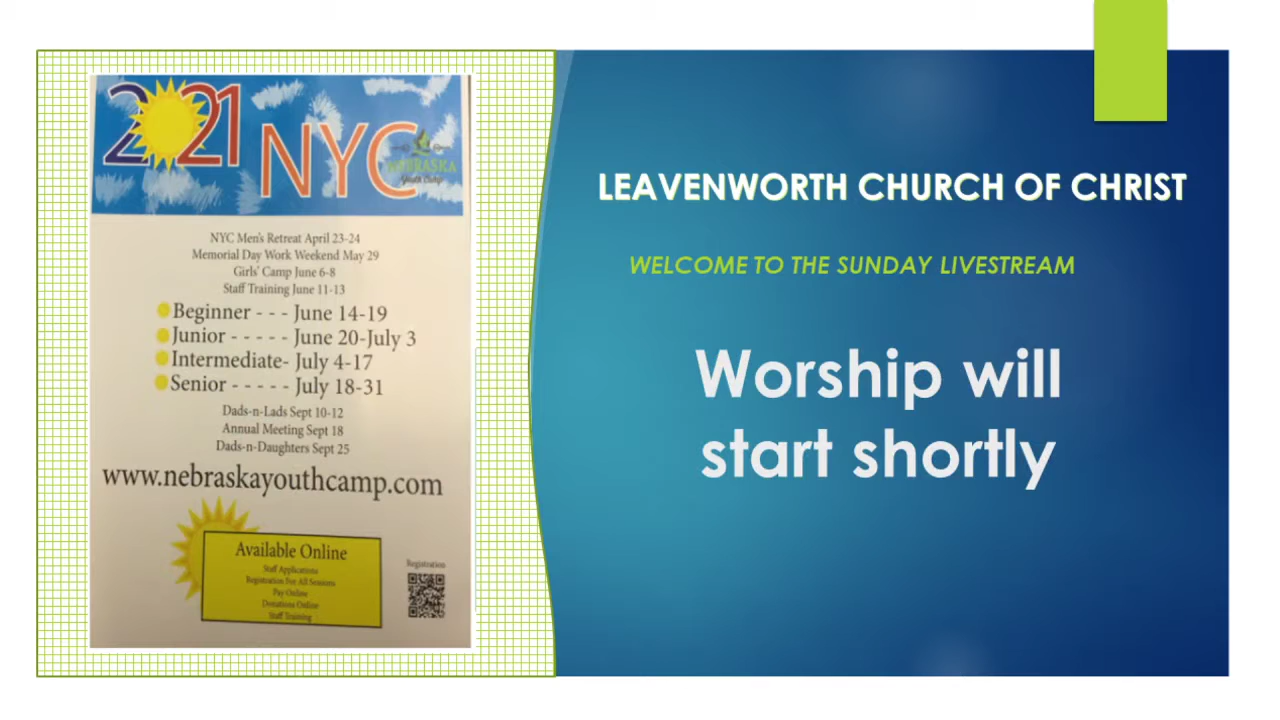 2021 NYC
NEBRASKA
Youth Camp
NYC Men's Retreat April 23-24
Memorial Day Work Weekend May 29
Girls' Camp June 6-8
Staff Training June 11-13
Beginner - - - June 14-19
Junior - - - - - June 20-July 3
Intermediate- July 4-17
Senior - - - - - July 18-31
Dads-n-Lads Sept 10-12
Annual Meeting Sept 18
Dads-n-Daughters Sept 25
www.nebraskayouthcamp.com
Available Online
Staff Applications
Registration For All Sessions
Pay Online
Donations Online
Staff Training
Registration
LEAVENWORTH CHURCH OF CHRIST
WELCOME TO THE SUNDAY LIVESTREAM
Worship will
start shortly